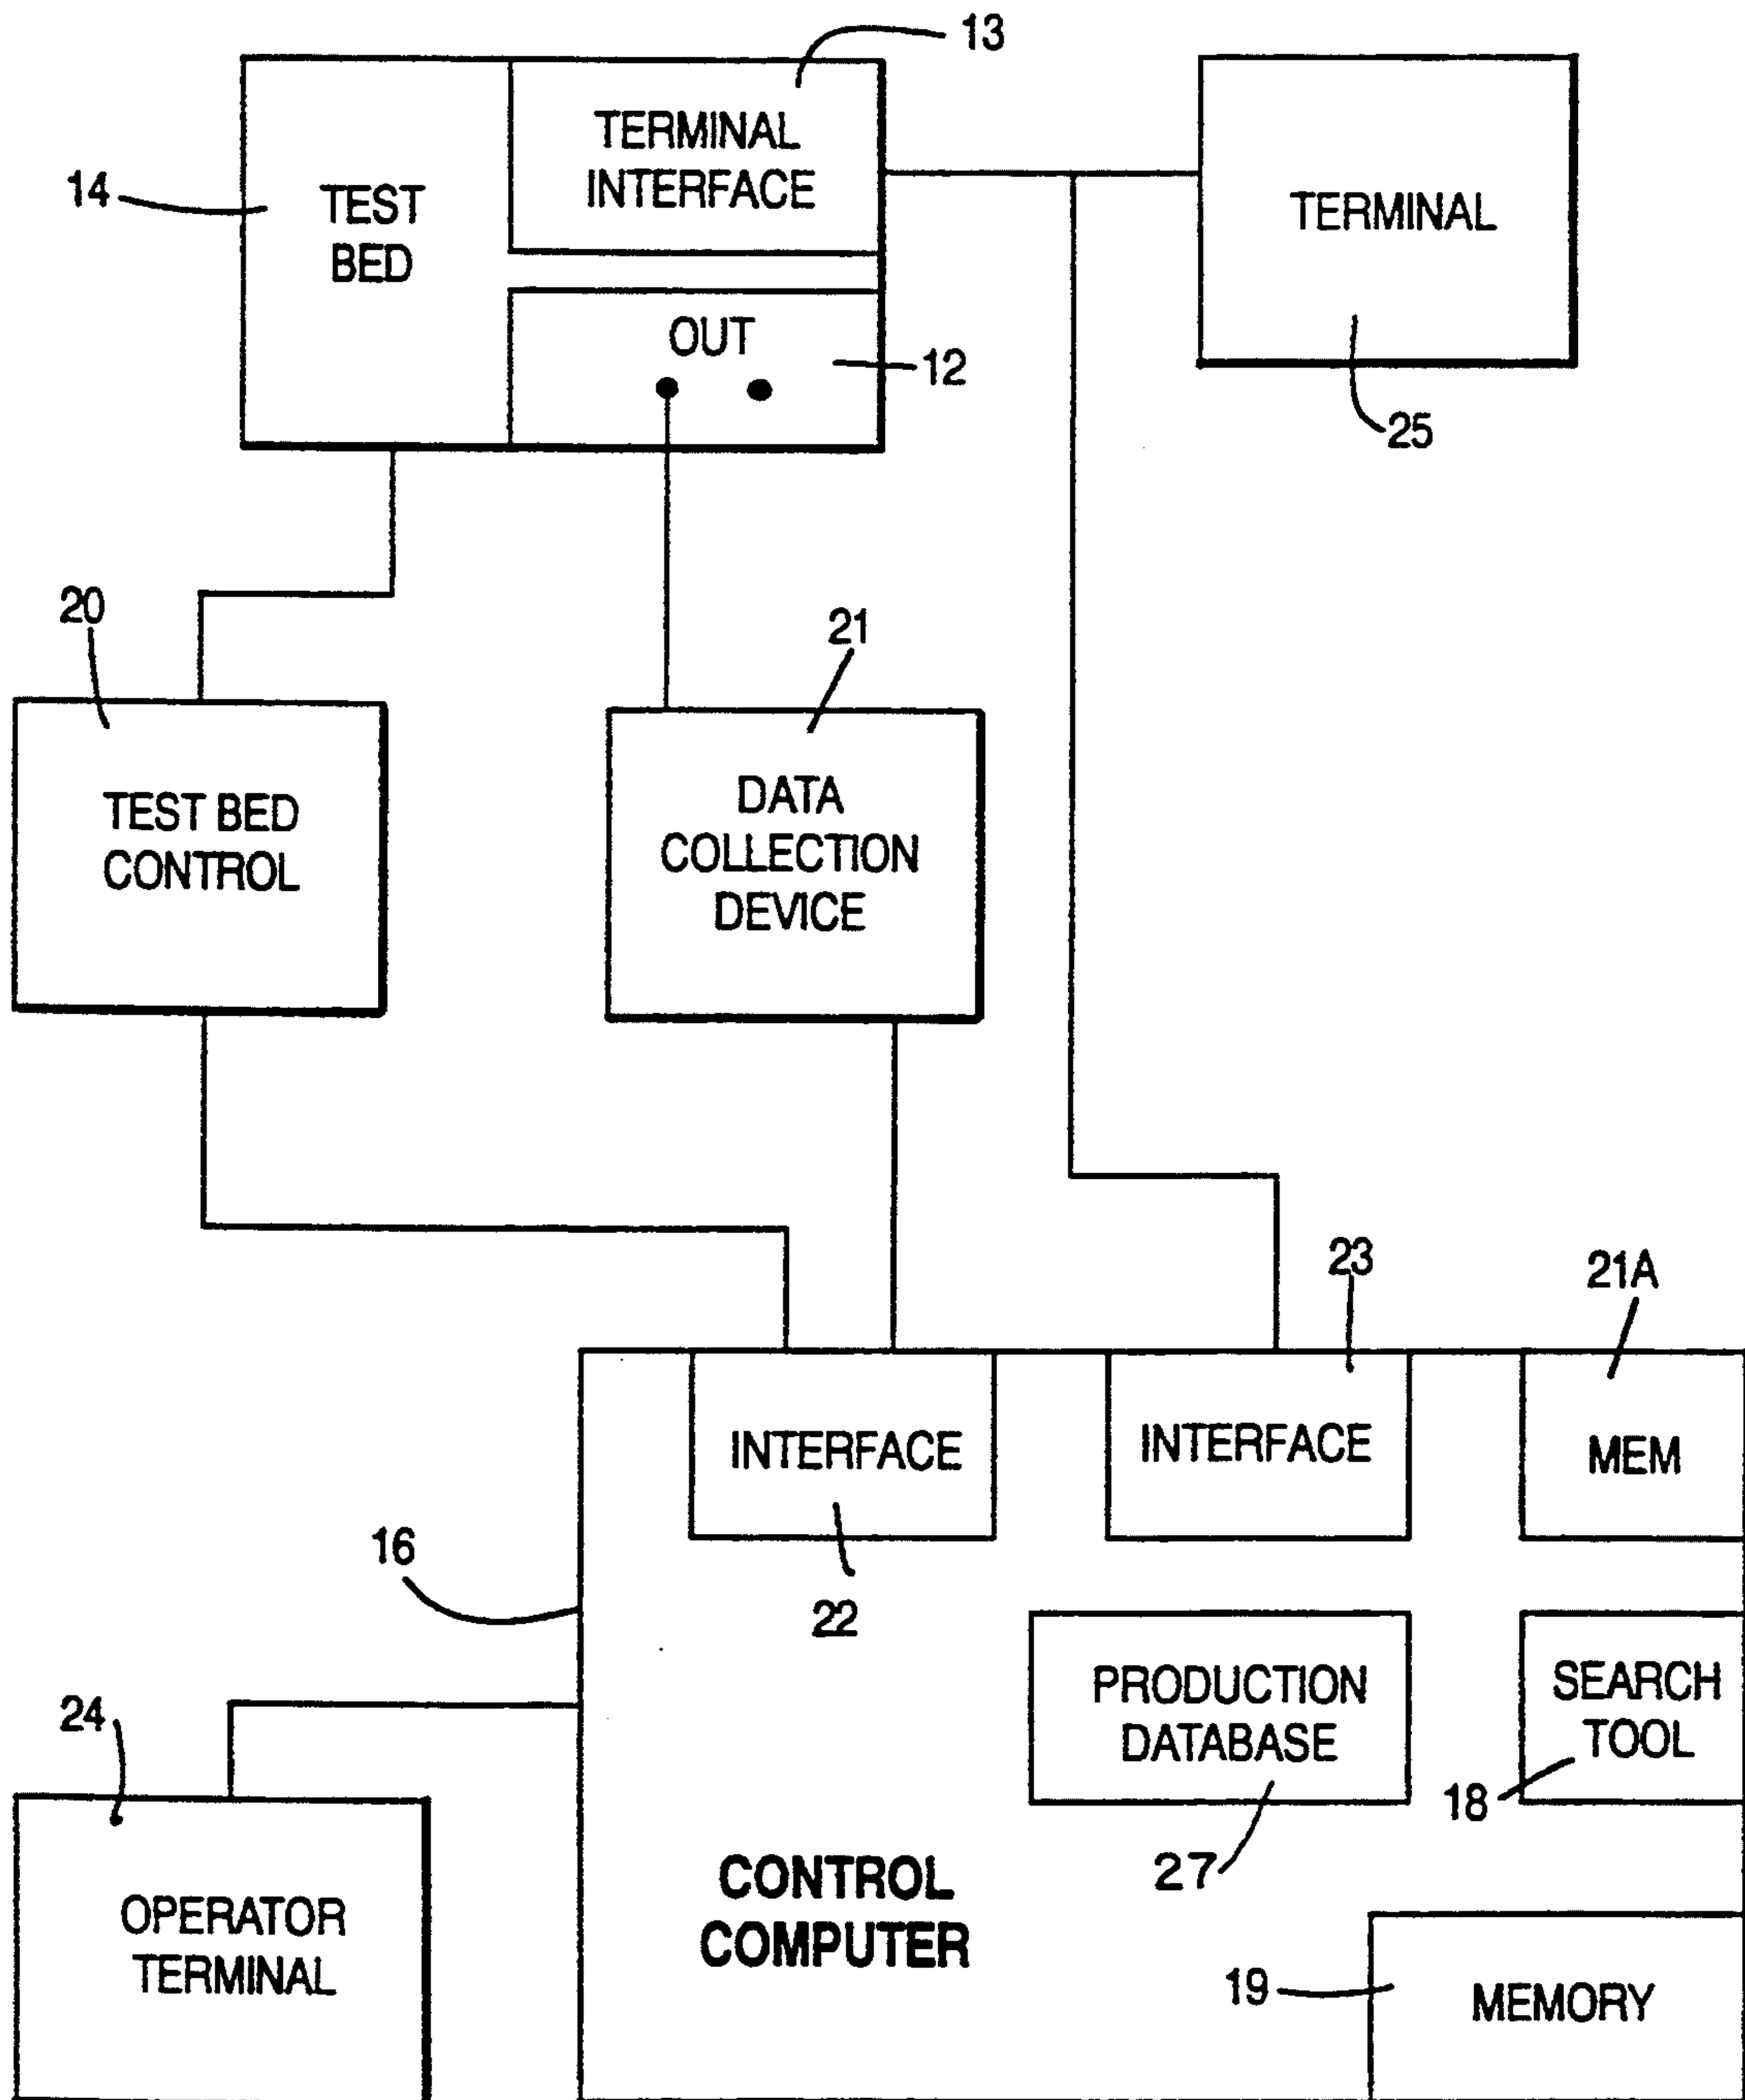 13
TERMINAL
INTERFACE
14
TEST
BED
TERMINAL
OUT
12
25
20
21
TEST BED
CONTROL
DATA
COLLECTION
DEVICE
23
21A
INTERFACE
INTERFACE
MEM
16
22
PRODUCTION
DATABASE
SEARCH
TOOL
24
18
27
CONTROL
COMPUTER
OPERATOR
TERMINAL
19
MEMORY